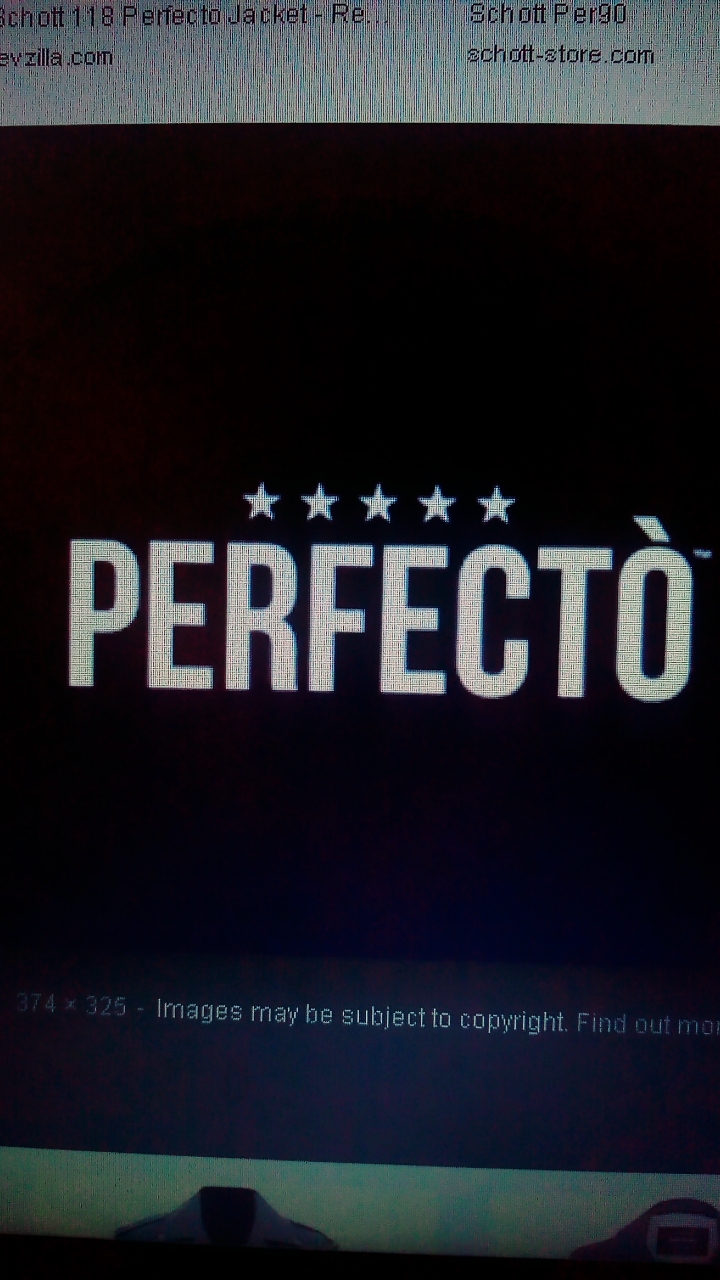 Schott 118 Perfecto Jacket - Re... Schott Per90
evzilla.com schott-store.com
★★★★★
PERFECTÒ™
374 × 325 - Images may be subject to copyright. Find out mor